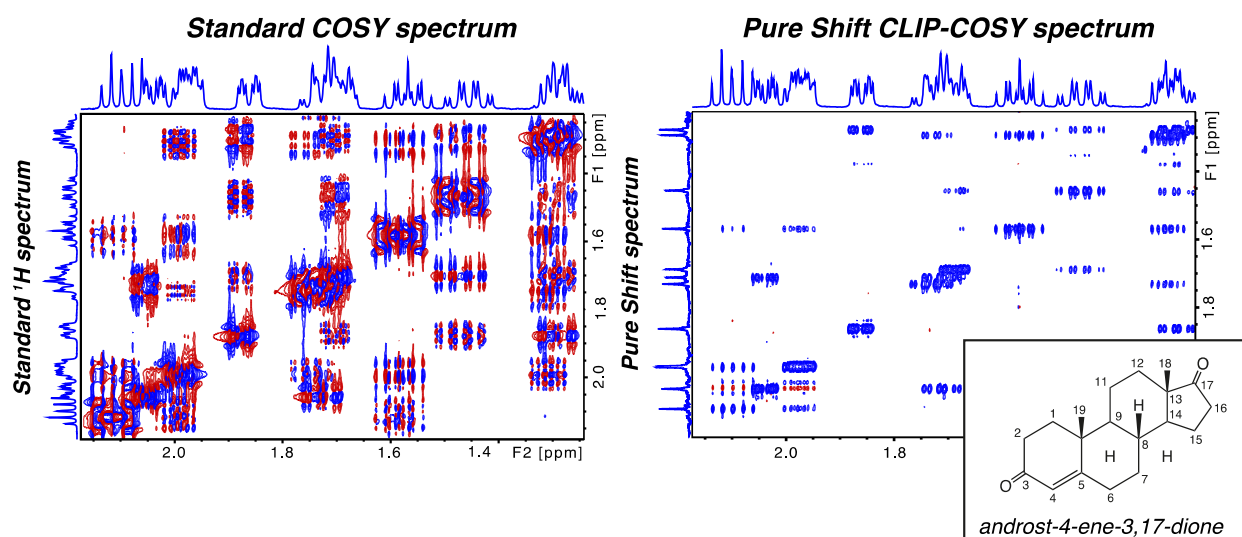 Standard COSY spectrum
Pure Shift CLIP-COSY spectrum
Standard ¹H spectrum
F1 [ppm]
1.6
1.8
2.0
2.0
1.8
1.6
1.4
F2 [ppm]
Pure Shift spectrum
F1 [ppm]
1.6
1.8
2.0
1.8
O
18
12
17
11
13
H
16
1
19
9
14
2
8
15
H
H
7
O
3
5
4
6
androst-4-ene-3,17-dione